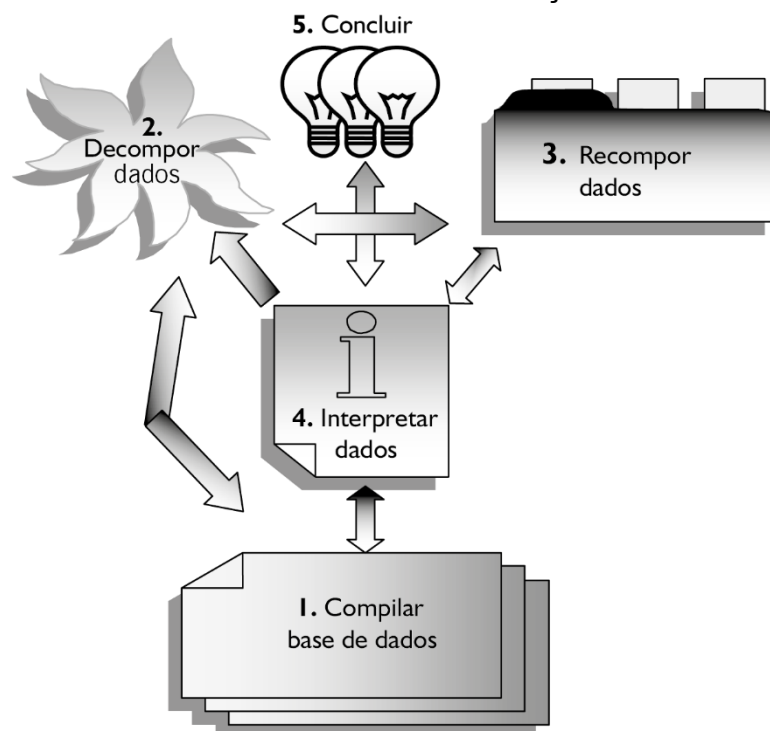 5. Concluir
2.
Decompor
dados
3. Recompor
dados
4. Interpretar
dados
1. Compilar
base de dados